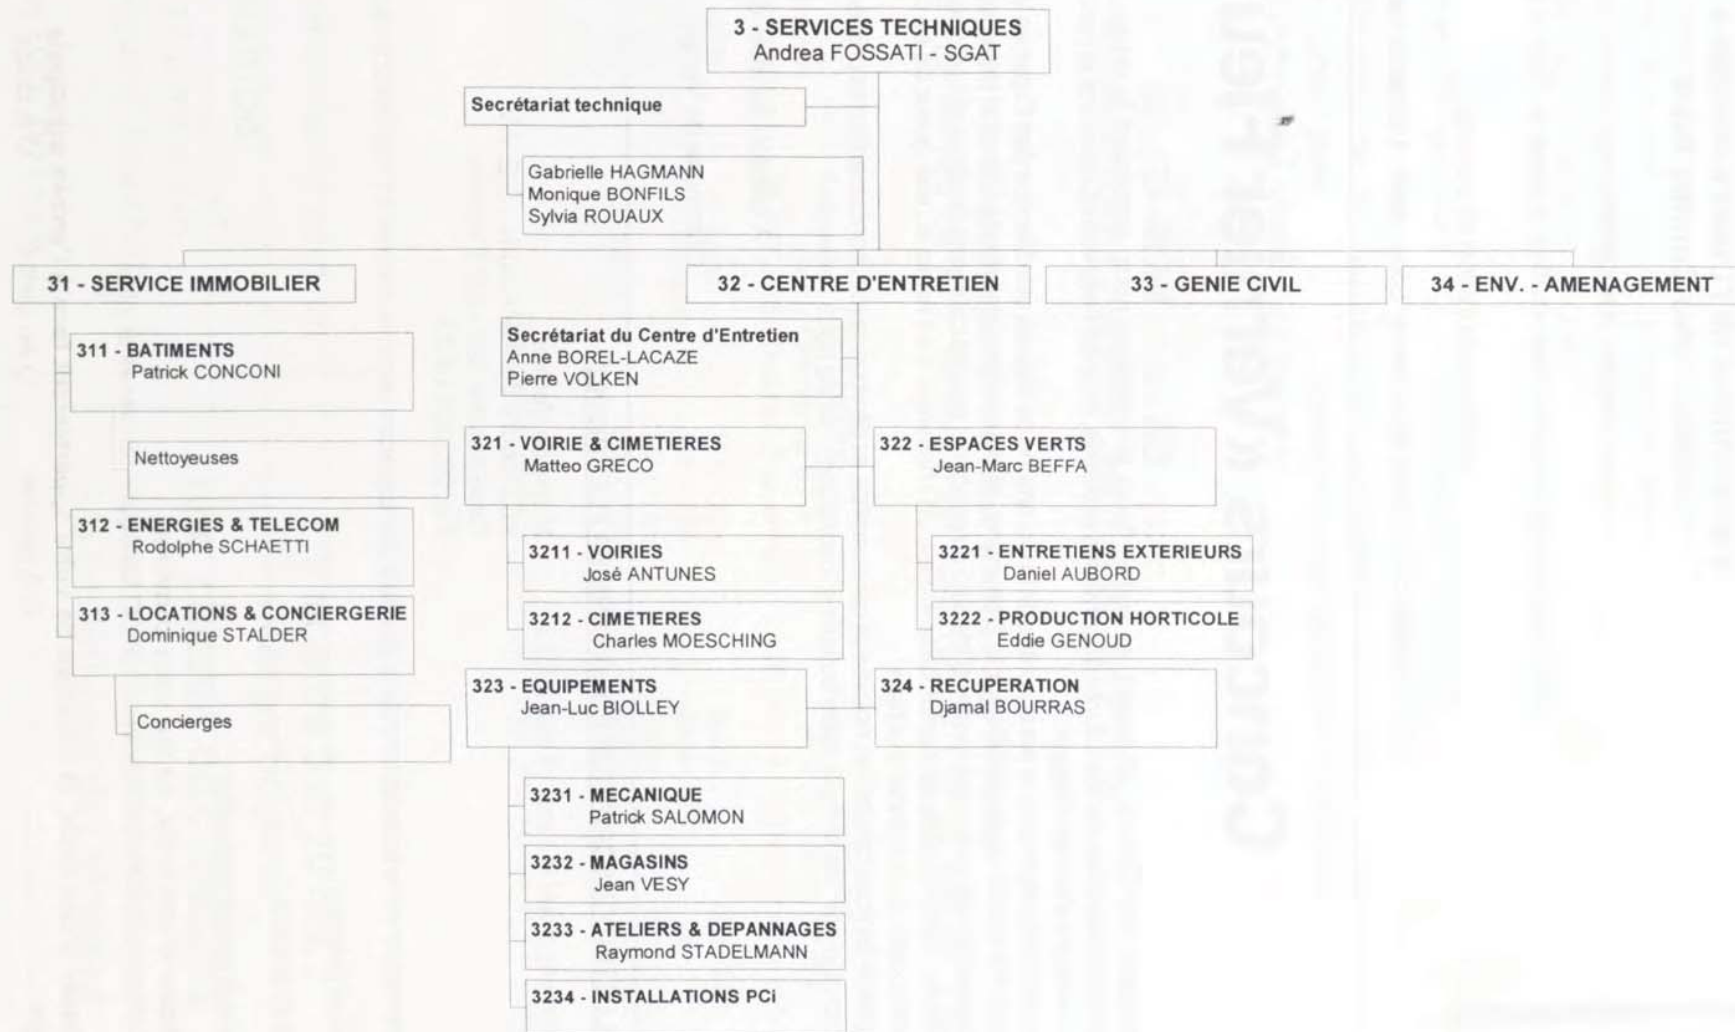 3 - SERVICES TECHNIQUES
Andrea FOSSATI - SGAT
Secrétariat technique
Gabrielle HAGMANN
Monique BONFILS
Sylvia ROUAUX
31 - SERVICE IMMOBILIER
32 - CENTRE D'ENTRETIEN
33 - GENIE CIVIL
34 - ENV. - AMENAGEMENT
311 - BATIMENTS
Patrick CONCONI
Nettoyeuses
312 - ENERGIES & TELECOM
Rodolphe SCHAETTI
313 - LOCATIONS & CONCIERGERIE
Dominique STALDER
Concierges
Secrétariat du Centre d'Entretien
Anne BOREL-LACAZE
Pierre VOLKEN
321 - VOIRIE & CIMETIERES
Matteo GRECO
3211 - VOIRIES
José ANTUNES
3212 - CIMETIERES
Charles MOESCHING
322 - ESPACES VERTS
Jean-Marc BEFFA
3221 - ENTRETIENS EXTERIEURS
Daniel AUBORD
3222 - PRODUCTION HORTICOLE
Eddie GENOUD
323 - EQUIPEMENTS
Jean-Luc BIOLLEY
324 - RECUPERATION
Djamal BOURRAS
3231 - MECANIQUE
Patrick SALOMON
3232 - MAGASINS
Jean VESY
3233 - ATELIERS & DEPANNAGES
Raymond STADELMANN
3234 - INSTALLATIONS PCi